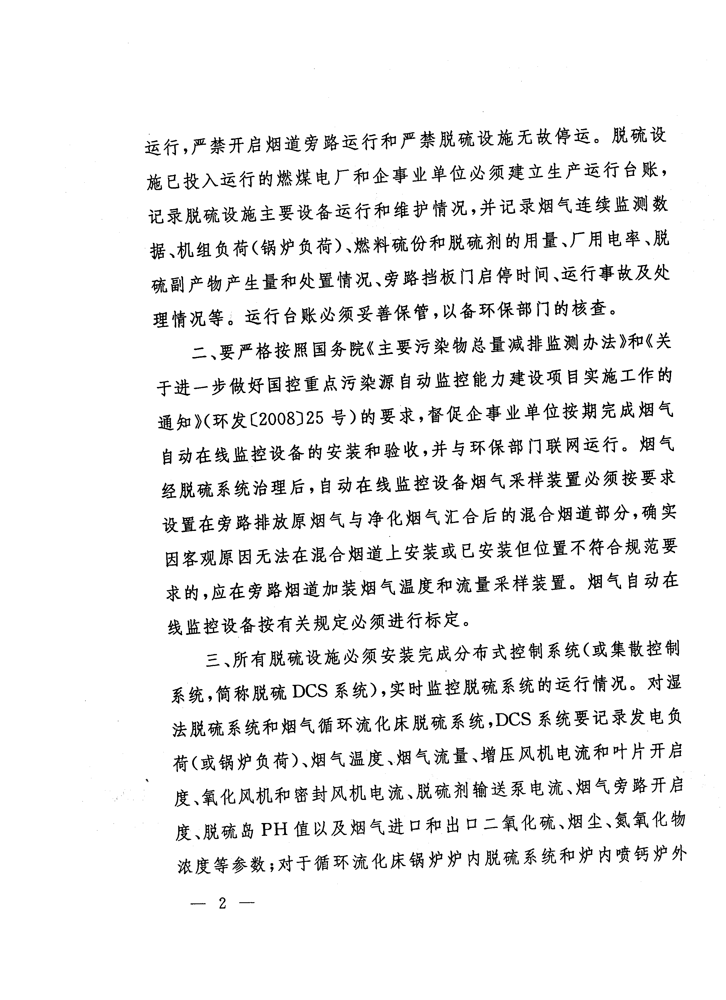 运行,严禁开启烟道旁路运行和严禁脱硫设施无故停运。脱硫设
施已投入运行的燃煤电厂和企事业单位必须建立生产运行台账,
记录脱硫设施主要设备运行和维护情况,并记录烟气连续监测数
据、机组负荷(锅炉负荷)、燃料硫份和脱硫剂的用量、厂用电率、脱
硫副产物产生量和处置情况、旁路挡板门启停时间、运行事故及处
理情况等。运行台账必须妥善保管,以备环保部门的核查。
二、要严格按照国务院《主要污染物总量减排监测办法》和《关
于进一步做好国控重点污染源自动监控能力建设项目实施工作的
通知》(环发〔2008〕25 号)的要求,督促企事业单位按期完成烟气
自动在线监控设备的安装和验收,并与环保部门联网运行。烟气
经脱硫系统治理后,自动在线监控设备烟气采样装置必须按要求
设置在旁路排放原烟气与净化烟气汇合后的混合烟道部分,确实
因客观原因无法在混合烟道上安装或已安装但位置不符合规范要
求的,应在旁路烟道加装烟气温度和流量采样装置。烟气自动在
线监控设备按有关规定必须进行标定。
三、所有脱硫设施必须安装完成分布式控制系统(或集散控制
系统,简称脱硫 DCS 系统),实时监控脱硫系统的运行情况。对湿
法脱硫系统和烟气循环流化床脱硫系统,DCS 系统要记录发电负
荷(或锅炉负荷)、烟气温度、烟气流量、增压风机电流和叶片开启
度、氧化风机和密封风机电流、脱硫剂输送泵电流、烟气旁路开启
度、脱硫岛 PH 值以及烟气进口和出口二氧化硫、烟尘、氮氧化物
浓度等参数;对于循环流化床锅炉炉内脱硫系统和炉内喷钙炉外
— 2 —